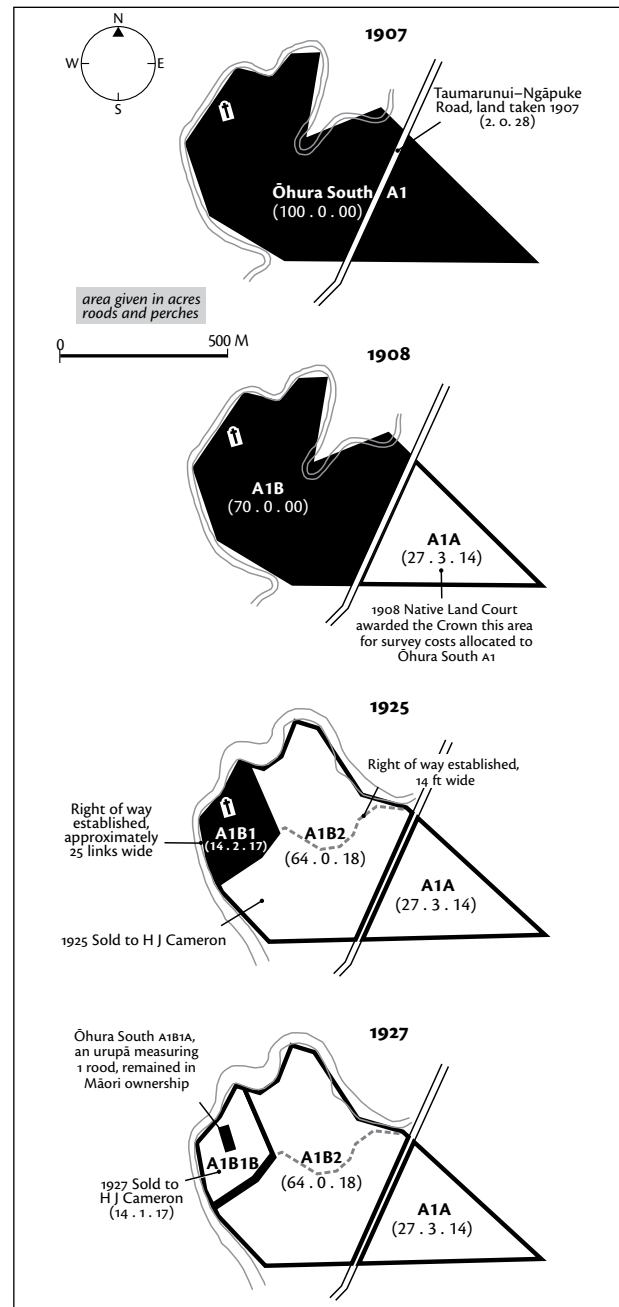 N
W
E
S
1907
Taumarunui–Ngāpuke
Road, land taken 1907
(2. 0. 28)
Ōhura South A1
(100 . 0 . 00)
area given in acres
roods and perches
0
500 M
1908
A1B
(70 . 0 . 00)
A1A
(27 . 3 . 14)
1908 Native Land Court
awarded the Crown this area
for survey costs allocated to
Ōhura South A1
1925
Right of way established,
14 ft wide
Right of way
established,
approximately
25 links wide
A1B1
(14 . 2 . 17)
A1B2
(64 . 0 . 18)
A1A
(27 . 3 . 14)
1925 Sold to H J Cameron
1927
Ōhura South A1B1A,
an urupā measuring
1 rood, remained in
Māori ownership
A1B1B
A1B2
(64 . 0 . 18)
1927 Sold to
H J Cameron
(14 . 1 . 17)
A1A
(27 . 3 . 14)